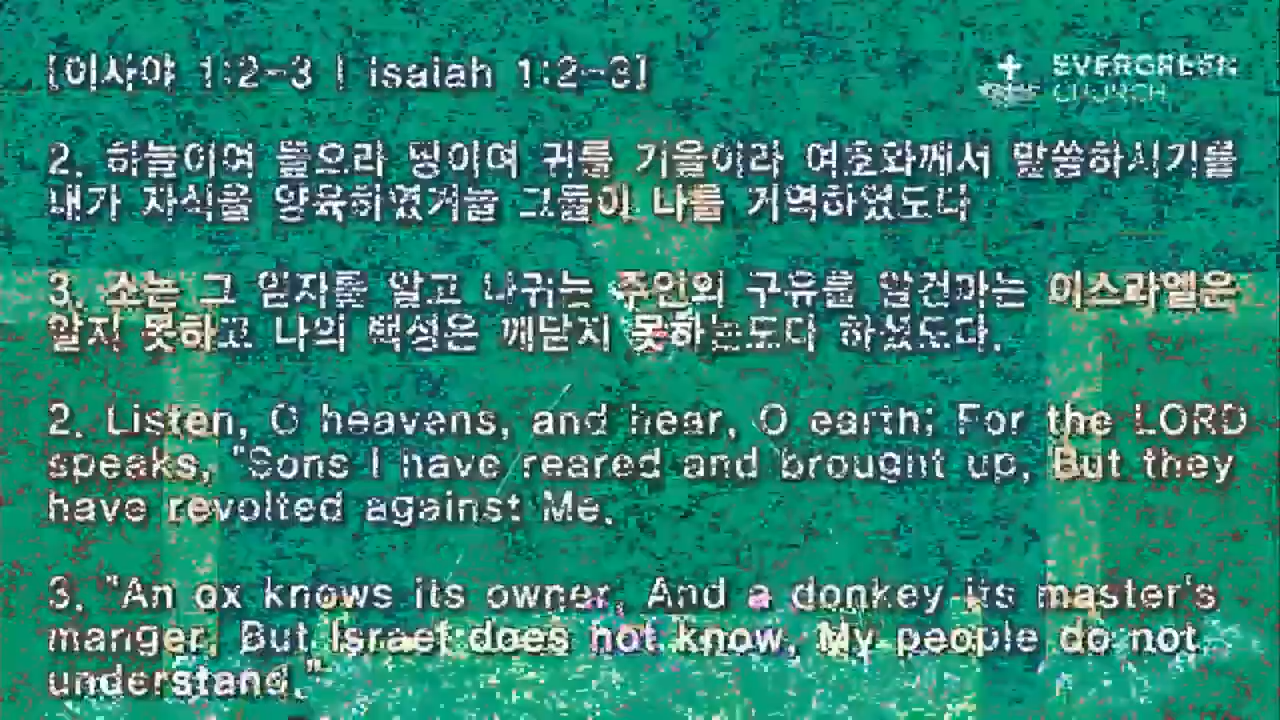 [이사야 1:2-3 | Isaiah 1:2-3]
EVERGREEN
CHURCH
2. 하늘이여 들으라 땅이여 귀를 기울이라 여호와께서 말씀하시기를
내가 자식을 양육하였거늘 그들이 나를 거역하였도다
3. 소는 그 임자를 알고 나귀는 주인의 구유를 알건마는 이스라엘은
알지 못하고 나의 백성은 깨닫지 못하는도다 하셨도다.
2. Listen, O heavens, and hear, O earth; For the LORD
speaks, "Sons I have reared and brought up, But they
have revolted against Me.
3. "An ox knows its owner, And a donkey its master's
manger, But Israel does not know, My people do not
understand."